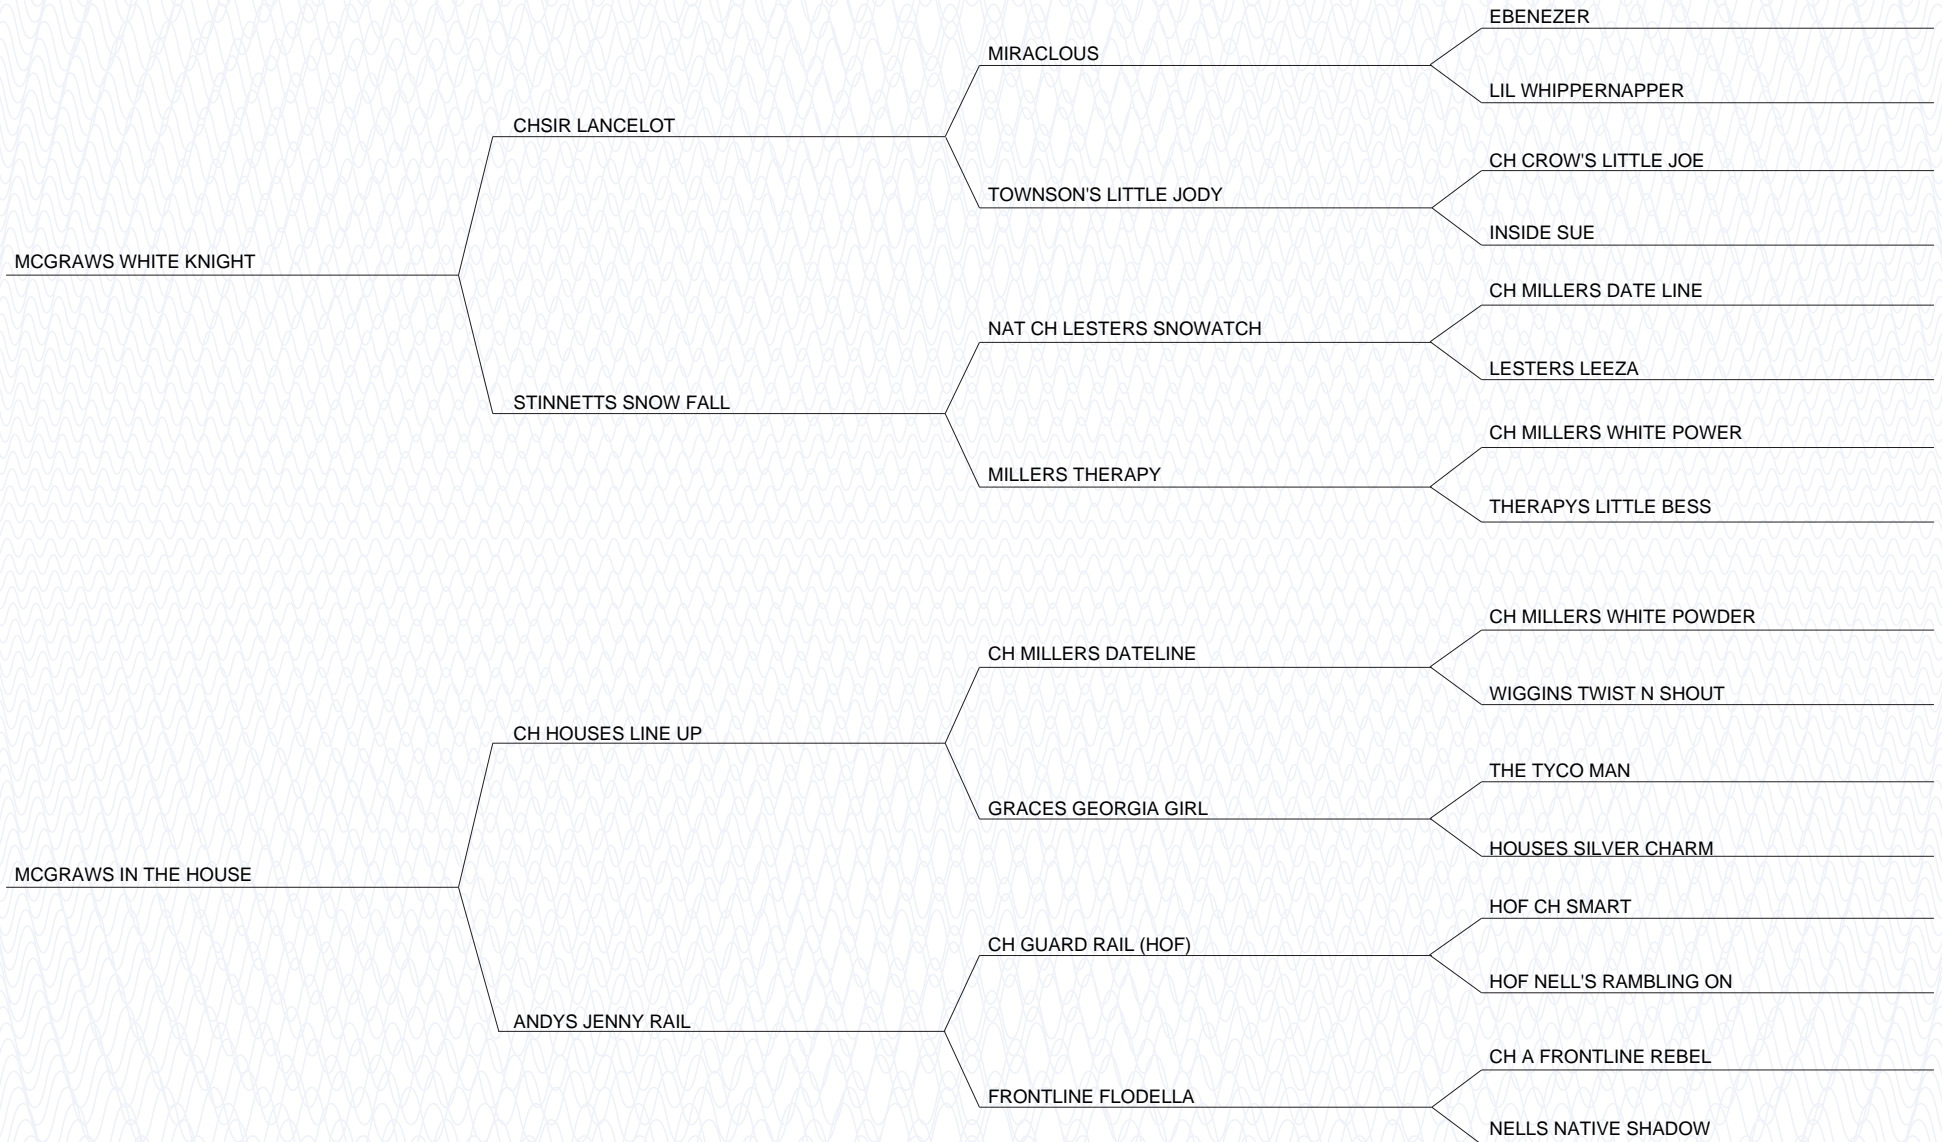 EBENEZER
MIRACLOUS
LIL WHIPPERNAPPER
CHSIR LANCELOT
CH CROW'S LITTLE JOE
TOWNSON'S LITTLE JODY
INSIDE SUE
MCGRAWS WHITE KNIGHT
CH MILLERS DATE LINE
NAT CH LESTERS SNOWATCH
LESTERS LEEZA
STINNETTS SNOW FALL
CH MILLERS WHITE POWER
MILLERS THERAPY
THERAPYS LITTLE BESS
CH MILLERS WHITE POWDER
CH MILLERS DATELINE
WIGGINS TWIST N SHOUT
CH HOUSES LINE UP
THE TYCO MAN
GRACES GEORGIA GIRL
HOUSES SILVER CHARM
MCGRAWS IN THE HOUSE
HOF CH SMART
CH GUARD RAIL (HOF)
HOF NELL'S RAMBLING ON
ANDYS JENNY RAIL
CH A FRONTLINE REBEL
FRONTLINE FLODELLA
NELLS NATIVE SHADOW